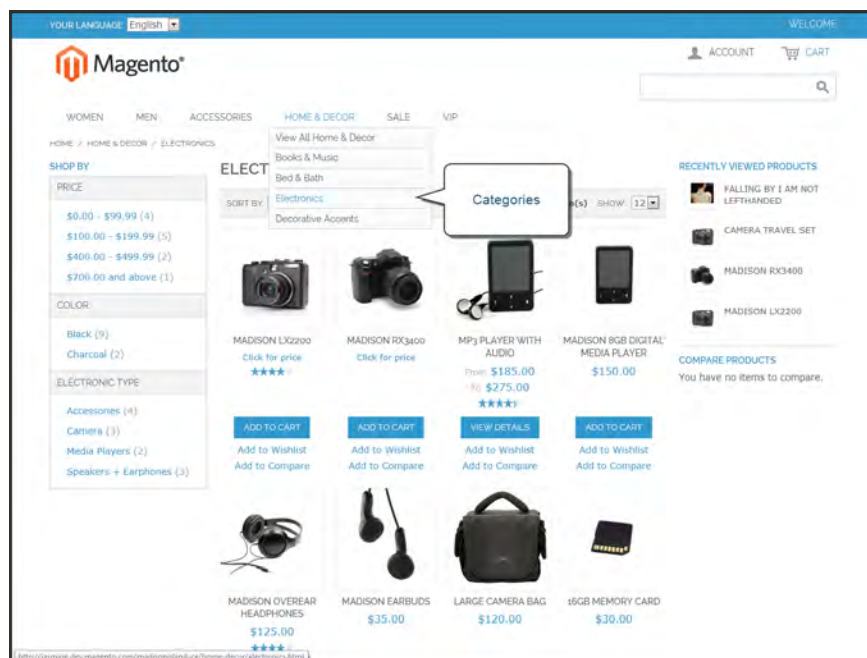 YOUR LANGUAGE: English
WELCOME
Magento®
ACCOUNT
CART
WOMEN MEN ACCESSORIES HOME & DECOR SALE VIP
HOME / HOME & DECOR / ELECTRONICS
View All Home & Decor
Books & Music
Bed & Bath
Electronics
Decorative Accents
Categories
SHOP BY
PRICE
$0.00 - $99.99 (4)
$100.00 - $199.99 (5)
$400.00 - $499.99 (2)
$700.00 and above (1)
COLOR
Black (9)
Charcoal (2)
ELECTRONIC TYPE
Accessories (4)
Camera (3)
Media Players (2)
Speakers + Earphones (3)
ELECT
SORT BY
(s) SHOW: 12
MADISON LX2200
Click for price
ADD TO CART
Add to Wishlist
Add to Compare
MADISON RX3400
Click for price
ADD TO CART
Add to Wishlist
Add to Compare
MP3 PLAYER WITH
AUDIO
From: $185.00
To: $275.00
VIEW DETAILS
Add to Wishlist
Add to Compare
MADISON 8GB DIGITAL
MEDIA PLAYER
$150.00
ADD TO CART
Add to Wishlist
Add to Compare
MADISON OVEREAR
HEADPHONES
$125.00
MADISON EARBUDS
$35.00
LARGE CAMERA BAG
$120.00
16GB MEMORY CARD
$30.00
RECENTLY VIEWED PRODUCTS
FALLING BY I AM NOT
LEFTHANDED
CAMERA TRAVEL SET
MADISON RX3400
MADISON LX2200
COMPARE PRODUCTS
You have no items to compare.